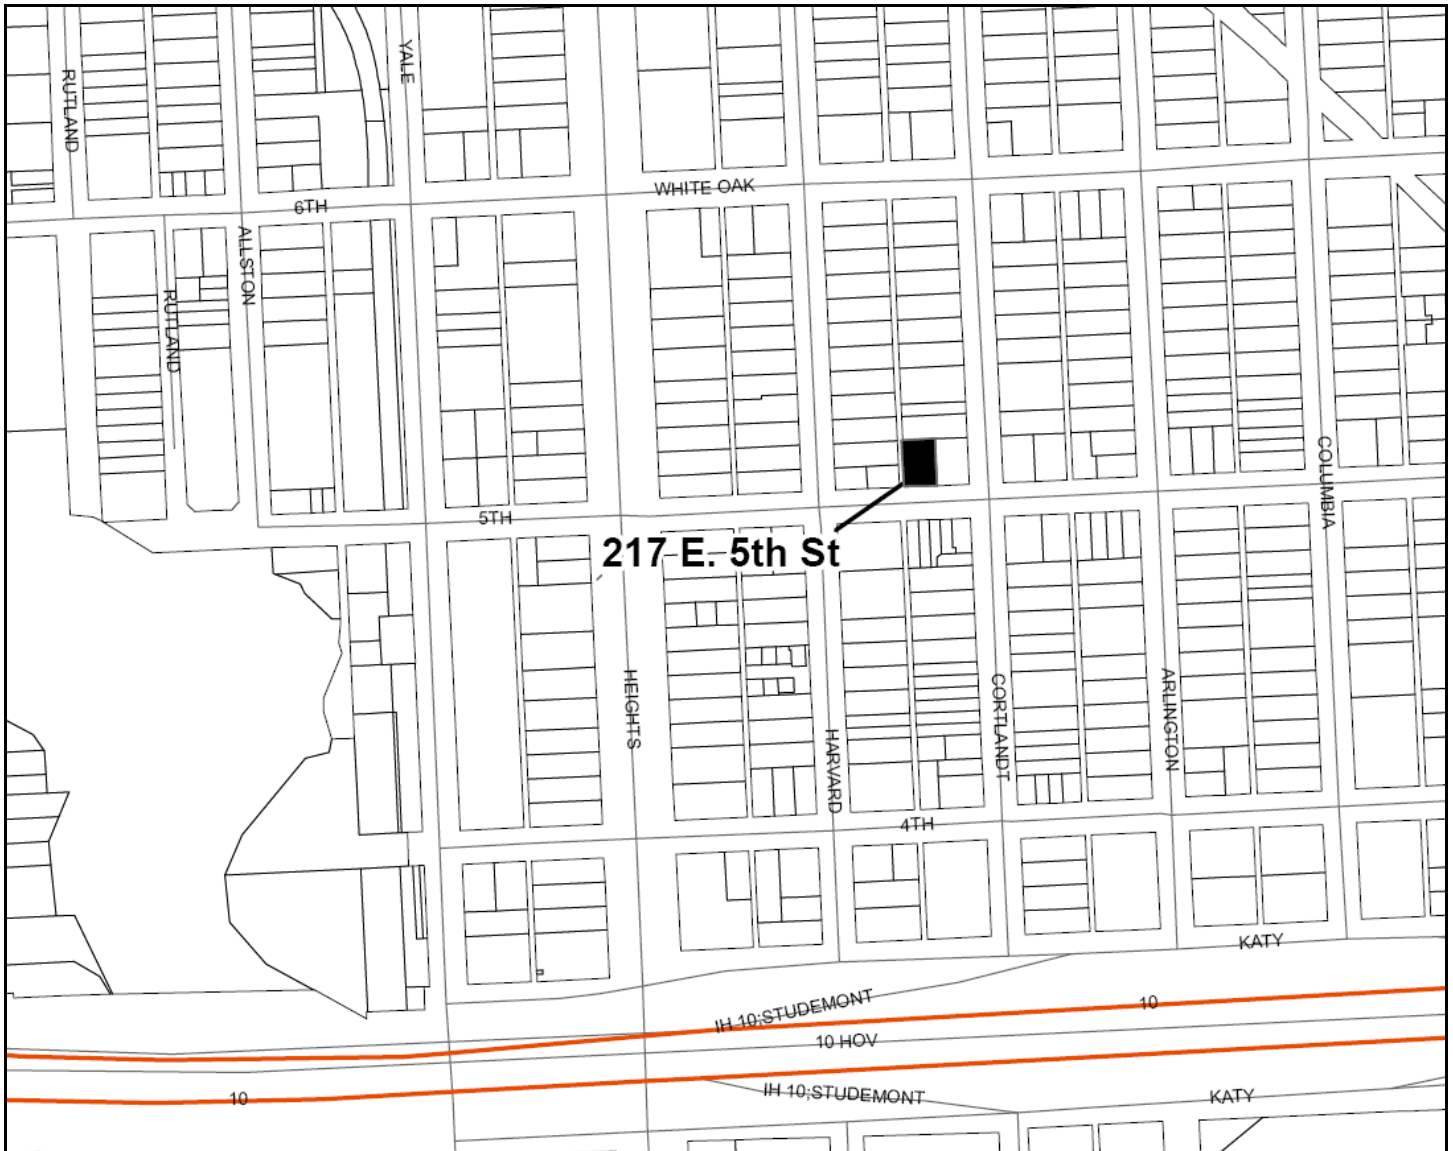 YALE
RUTLAND
WHITE OAK
6TH
ALLSTON
RUTLAND
COLUMBIA
5TH
217 E. 5th St
HEIGHTS
CORTLANDT
ARLINGTON
HARVARD
4TH
KATY
IH 10;STUDEMONT
10
10 HOV
IH 10;STUDEMONT
10
KATY